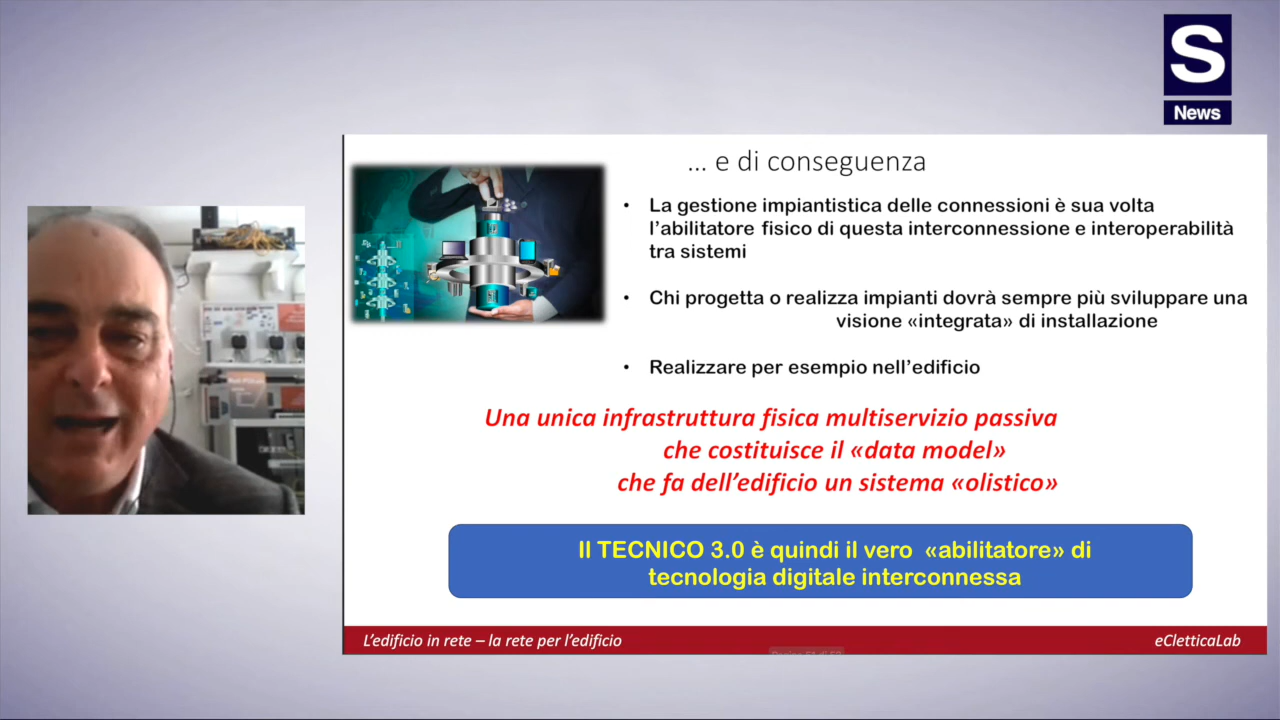 S
News
... e di conseguenza
• La gestione impiantistica delle connessioni è sua volta
l'abilitatore fisico di questa interconnessione e interoperabilità
tra sistemi
• Chi progetta o realizza impianti dovrà sempre più sviluppare una
visione «integrata» di installazione
• Realizzare per esempio nell'edificio
Una unica infrastruttura fisica multiservizio passiva
che costituisce il «data model»
che fa dell'edificio un sistema «olistico»
Il TECNICO 3.0 è quindi il vero «abilitatore» di
tecnologia digitale interconnessa
L'edificio in rete – la rete per l'edificio
eCletticaLab